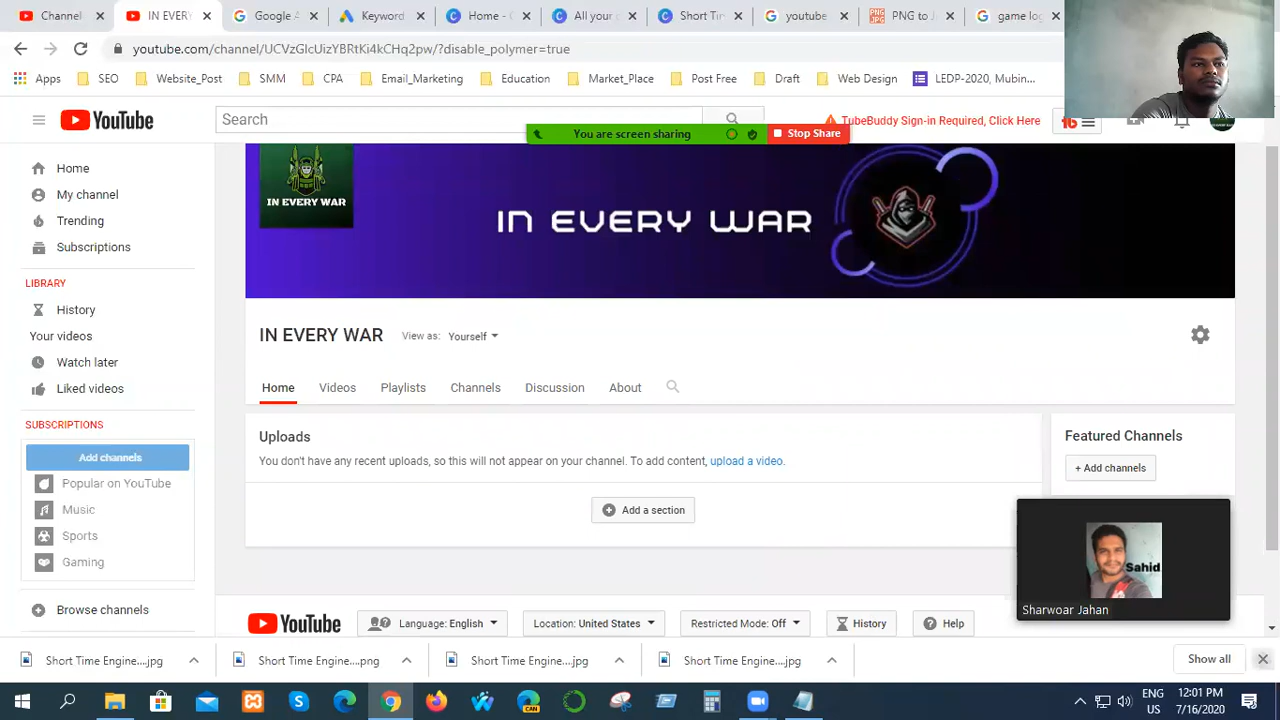 Channel
IN EVERY
Google A
Keyword
Home -
All your
Short Tim
youtube
PNG to J
game log
youtube.com/channel/UCVzGIcUizYBRtKi4kCHq2pw/?disable_polymer=true
Apps
SEO
Website_Post
SMM
CPA
Email_Marketing
Education
Market_Place
Post Free
Draft
Web Design
LEDP-2020, Mubin...
YouTube
Search
TubeBuddy Sign-in Required, Click Here
You are screen sharing
Stop Share
Home
My channel
Trending
Subscriptions
LIBRARY
History
Your videos
Watch later
Liked videos
SUBSCRIPTIONS
Add channels
Popular on YouTube
Music
Sports
Gaming
Browse channels
IN EVERY WAR
IN EVERY WAR
IN EVERY WAR
View as:
Yourself
Home
Videos
Playlists
Channels
Discussion
About
Uploads
You don't have any recent uploads, so this will not appear on your channel. To add content, upload a video.
Add a section
Featured Channels
+ Add channels
Sahid
Sharwoar Jahan
YouTube
Language: English
Location: United States
Restricted Mode: Off
History
Help
Short Time Engine....jpg
Short Time Engine....png
Short Time Engine....jpg
Short Time Engine....jpg
Show all
CAN
ENG
US
12:01 PM
7/16/2020